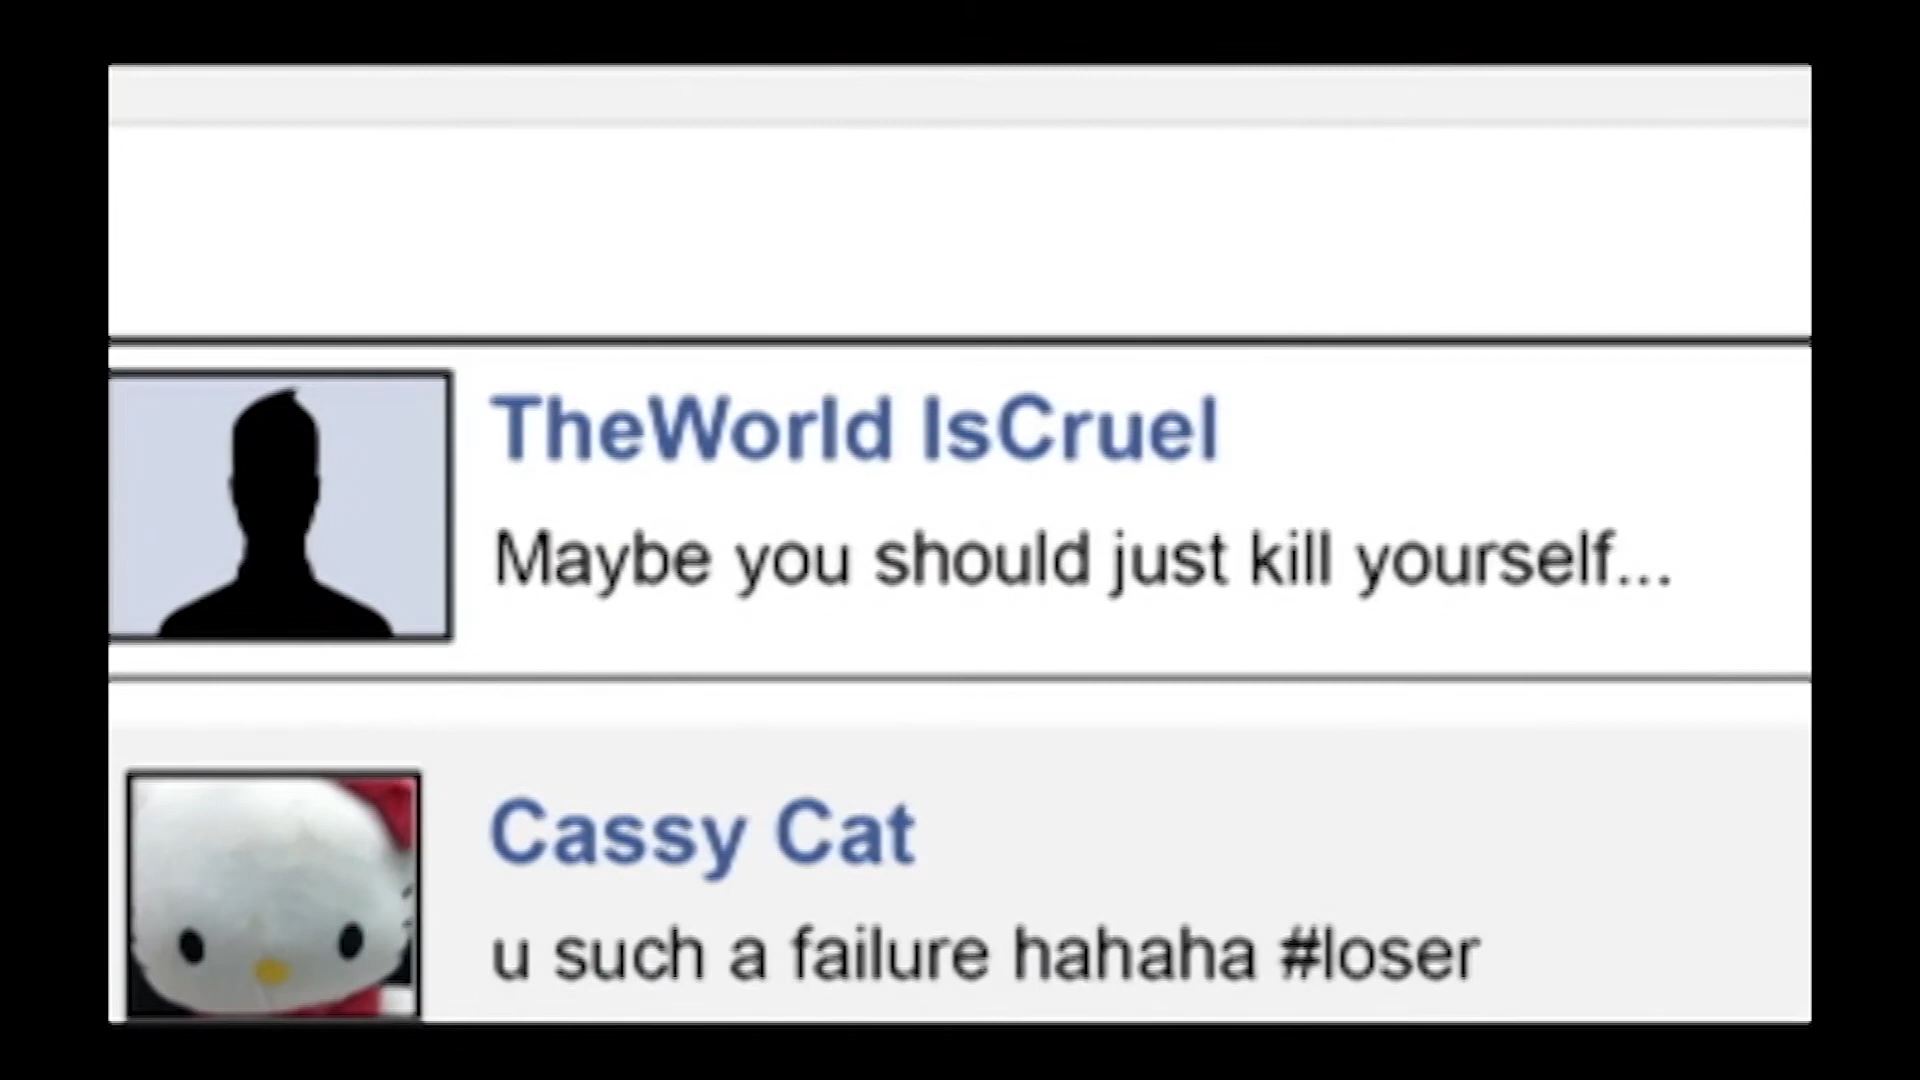 TheWorld IsCruel
Maybe you should just kill yourself...
Cassy Cat
u such a failure hahaha #loser